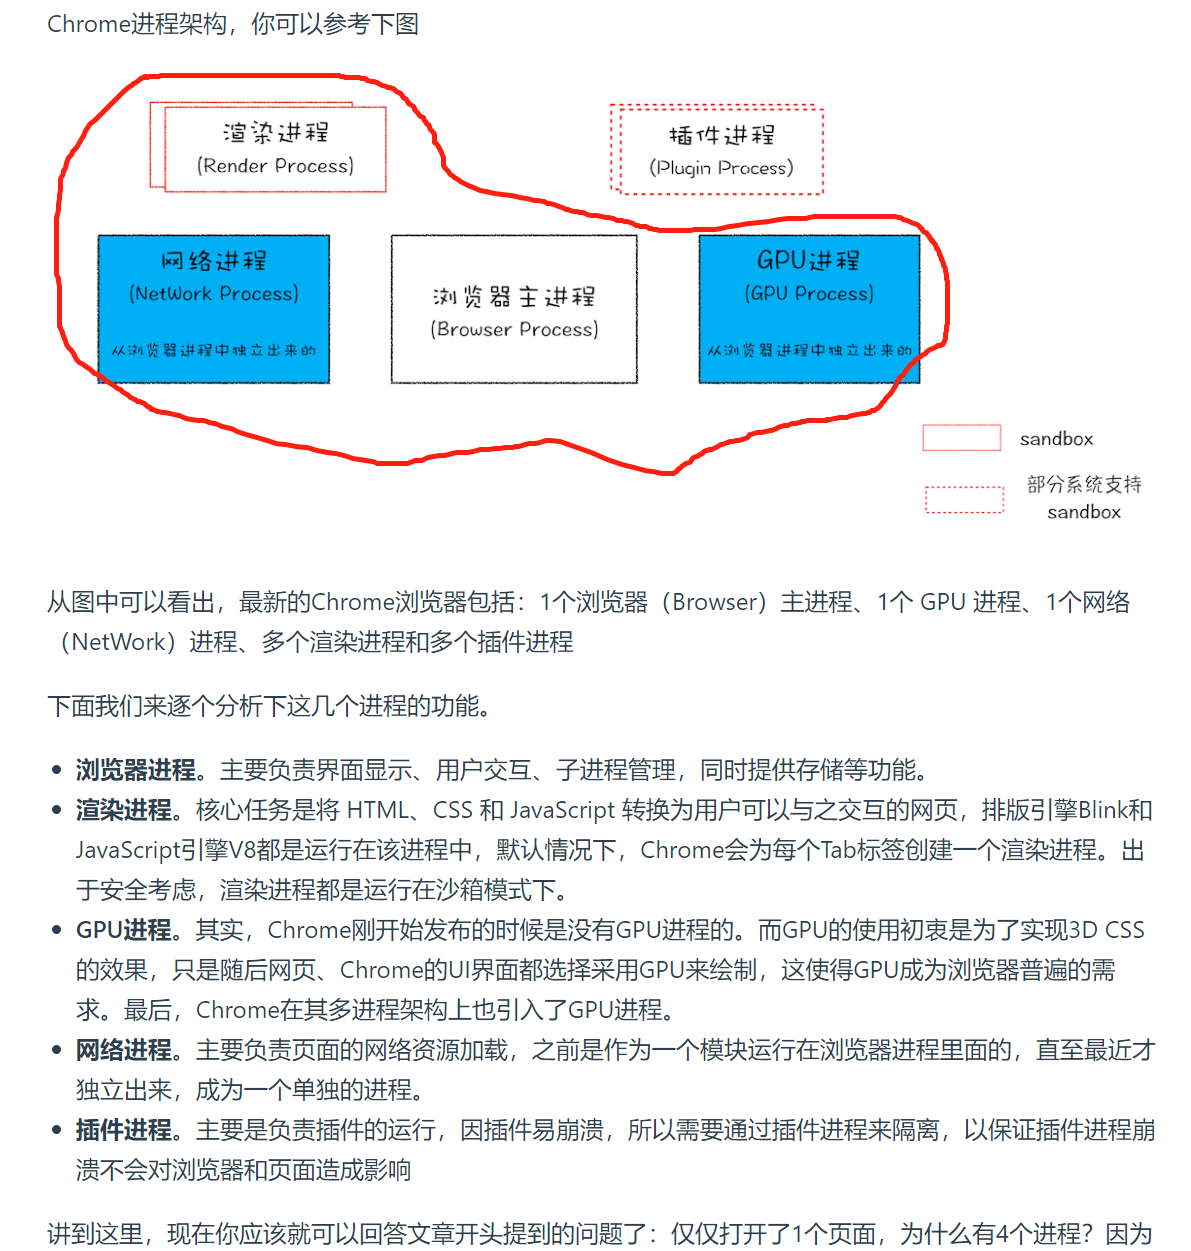 Chrome进程架构，你可以参考下图
渲染进程
(Render Process)
插件进程
(Plugin Process)
网络进程
(NetWork Process)
从浏览器进程中独立出来的
浏览器主进程
(Browser Process)
GPU进程
(GPU Process)
从浏览器进程中独立出来的
sandbox
部分系统支持
sandbox
从图中可以看出，最新的Chrome浏览器包括：1个浏览器（Browser）主进程、1个 GPU 进程、1个网络
（NetWork）进程、多个渲染进程和多个插件进程
下面我们来逐个分析下这几个进程的功能。
浏览器进程。主要负责界面显示、用户交互、子进程管理，同时提供存储等功能。
渲染进程。核心任务是将 HTML、CSS 和 JavaScript 转换为用户可以与之交互的网页，排版引擎Blink和
JavaScript引擎V8都是运行在该进程中，默认情况下，Chrome会为每个Tab标签创建一个渲染进程。出
于安全考虑，渲染进程都是运行在沙箱模式下。
GPU进程。其实，Chrome刚开始发布的时候是没有GPU进程的。而GPU的使用初衷是为了实现3D CSS
的效果，只是随后网页、Chrome的UI界面都选择采用GPU来绘制，这使得GPU成为浏览器普遍的需
求。最后，Chrome在其多进程架构上也引入了GPU进程。
网络进程。主要负责页面的网络资源加载，之前是作为一个模块运行在浏览器进程里面的，直至最近才
独立出来，成为一个单独的进程。
插件进程。主要是负责插件的运行，因插件易崩溃，所以需要通过插件进程来隔离，以保证插件进程崩
溃不会对浏览器和页面造成影响
讲到这里，现在你应该就可以回答文章开头提到的问题了：仅仅打开了1个页面，为什么有4个进程？因为